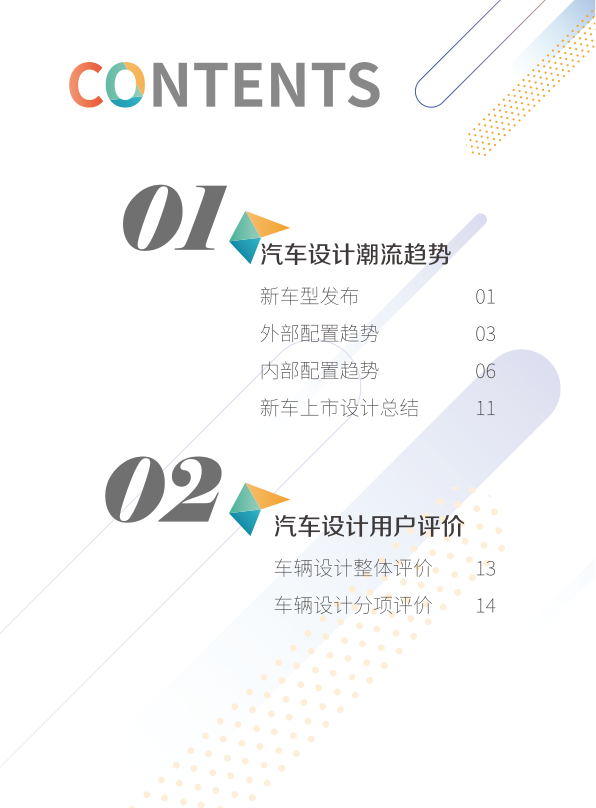 CONTENTS
01
汽车设计潮流趋势
新车型发布 01
外部配置趋势 03
内部配置趋势 06
新车上市设计总结 11
02
汽车设计用户评价
车辆设计整体评价 13
车辆设计分项评价 14